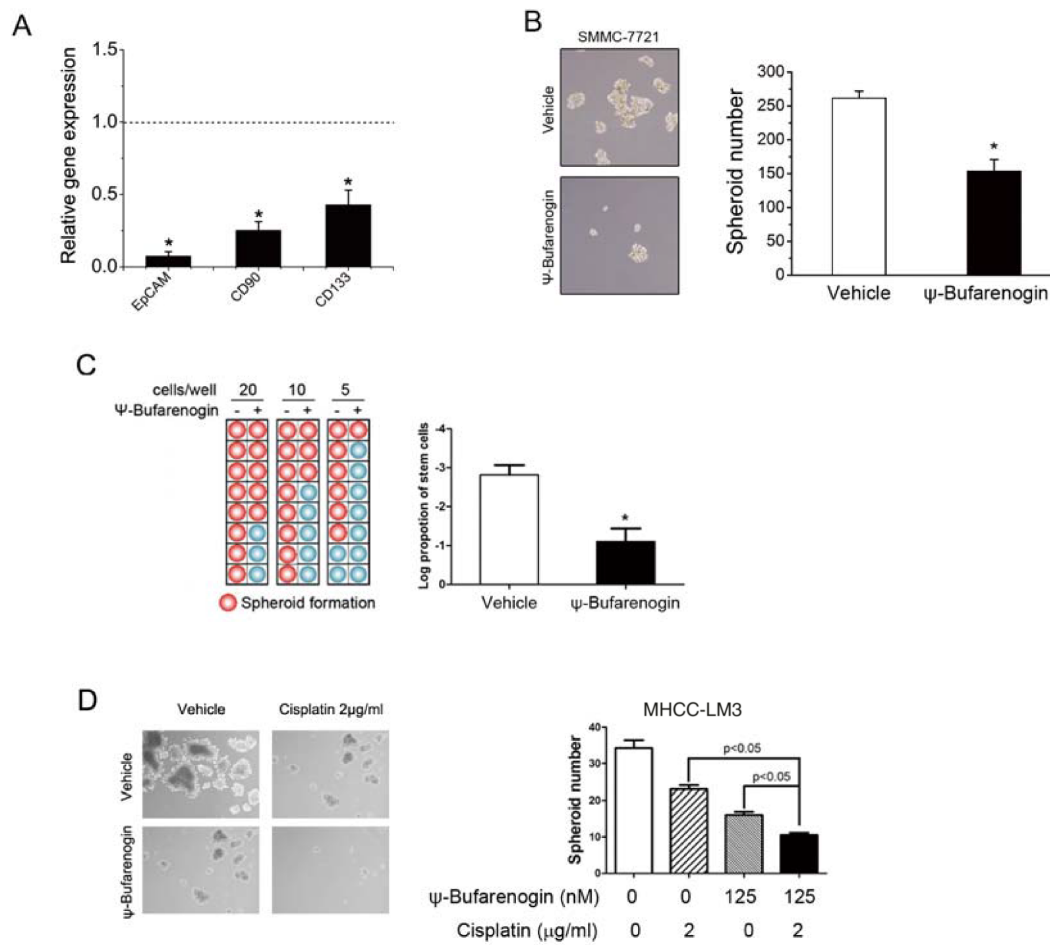 A
Relative gene expression
1.5
1.0
0.5
0.0
*
*
*
EpCAM
CD90
CD133
B
SMMC-7721
Vehicle
Ψ-Bufarenogin
Spheroid number
300
250
200
150
100
50
0
*
Vehicle
ψ-Bufarenogin
C
cells/well 20 10 5
Ψ-Bufarenogin - + - + - +
Spheroid formation
Log propotion of stem cells
-4
-3
-2
-1
0
*
Vehicle
ψ-Bufarenogin
D
Vehicle Cisplatin 2μg/ml
Vehicle
ψ-Bufarenogin
MHCC-LM3
Spheroid number
40
30
20
10
0
p<0.05
p<0.05
ψ-Bufarenogin (nM) 0 0 125 125
Cisplatin (μg/ml) 0 2 0 2